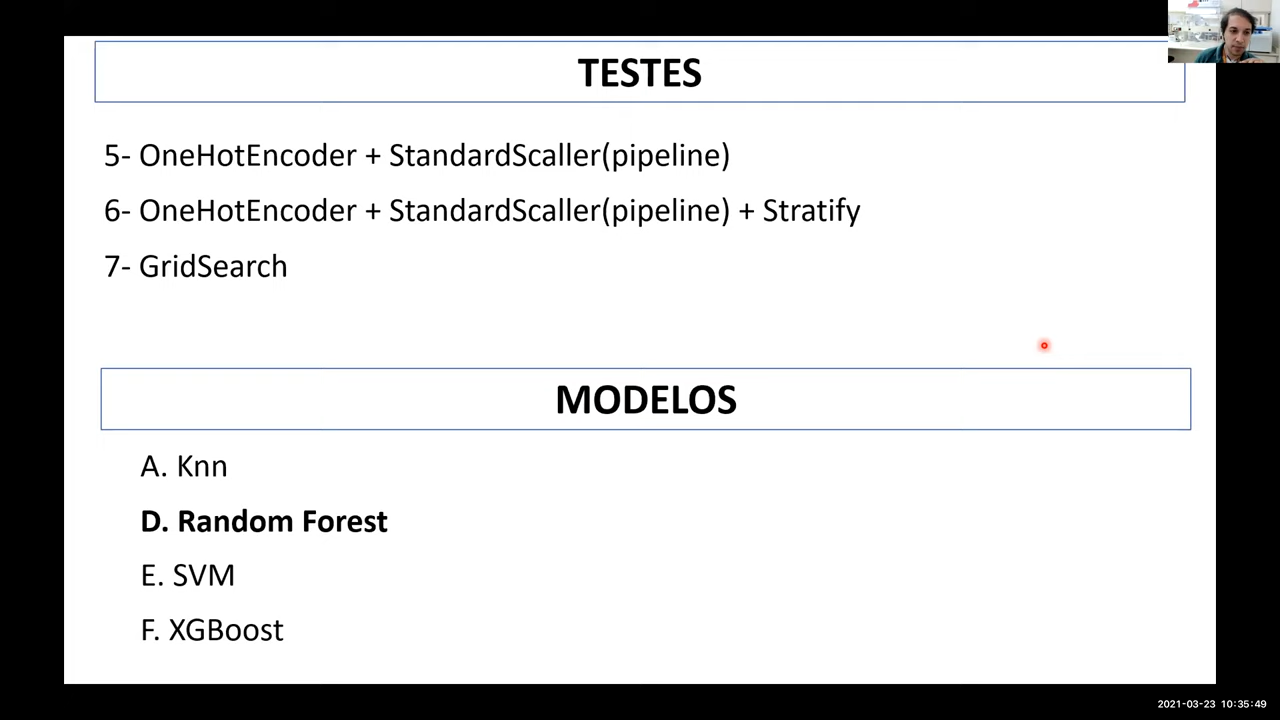 TESTES
5- OneHotEncoder + StandardScaller(pipeline)
6- OneHotEncoder + StandardScaller(pipeline) + Stratify
7- GridSearch
MODELOS
A. Knn
D. Random Forest
E. SVM
F. XGBoost
2021-03-23 10:35:49